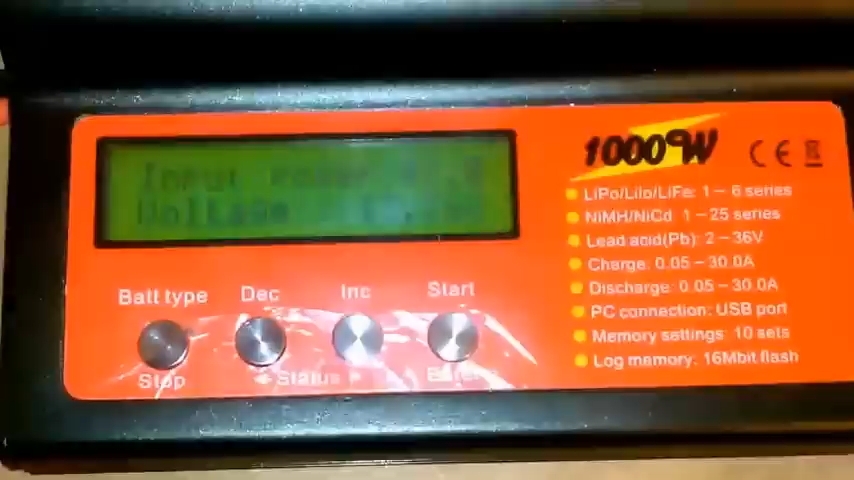 Input
Voltage
1000W
CE
LiPo/LiIo/LiFe: 1-6 series
NiMH/NiCd 1-25 series
Lead acid(Pb): 2-36V
Charge: 0.05-30.0A
Discharge: 0.05-30.0A
PC connection: USB port
Memory settings: 10 sets
Log memory: 16Mbit flash
Batt type Dec Inc Start
Stop Status